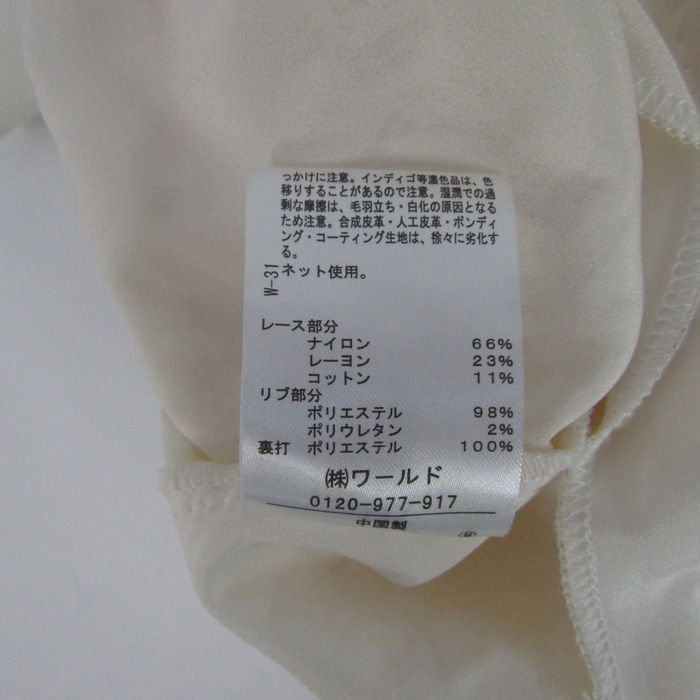 っかけに注意。インディゴ等濃色品は、色
移りすることがあるので注意。湿潤での過
剰な摩擦は、毛羽立ち・白化の原因となる
ため注意。合成皮革・人工皮革・ボンディ
ング・コーティング生地は、徐々に劣化す
る。
ネット使用。
W-31
レース部分
ナイロン 66%
レーヨン 23%
コットン 11%
リブ部分
ポリエステル 98%
ポリウレタン 2%
裏打 ポリエステル 100%
㈱ワールド
0120-977-917
中国製